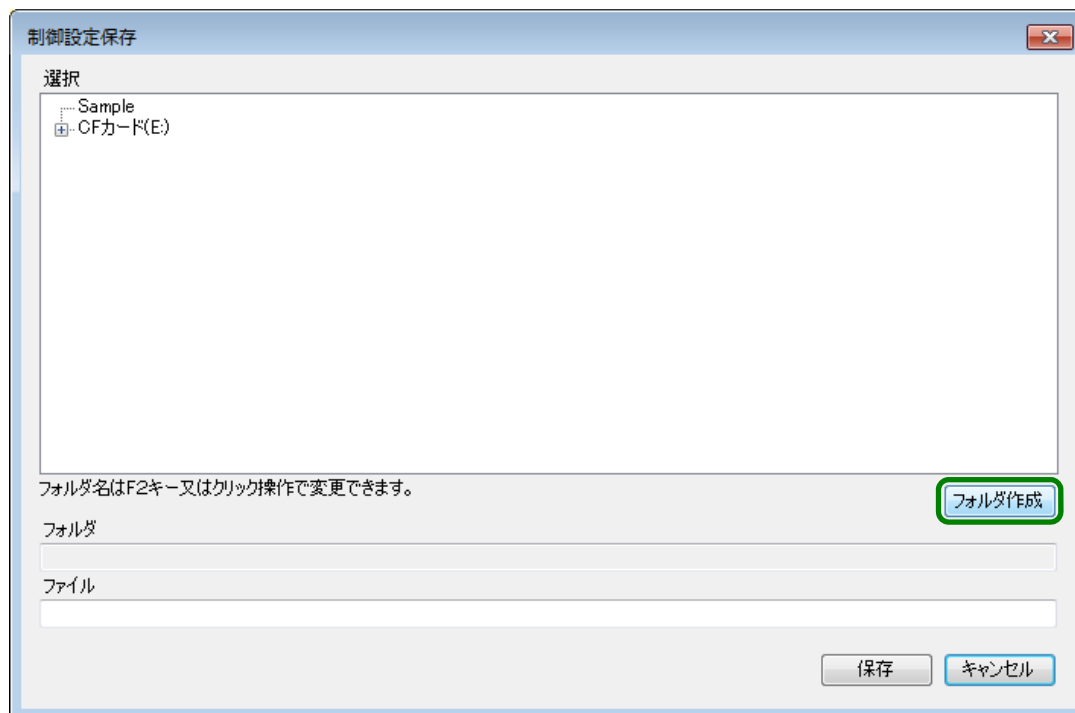 制御設定保存
選択
Sample
CFカード(E:)
フォルダ名はF2キー又はクリック操作で変更できます。
フォルダ作成
フォルダ
ファイル
保存
キャンセル